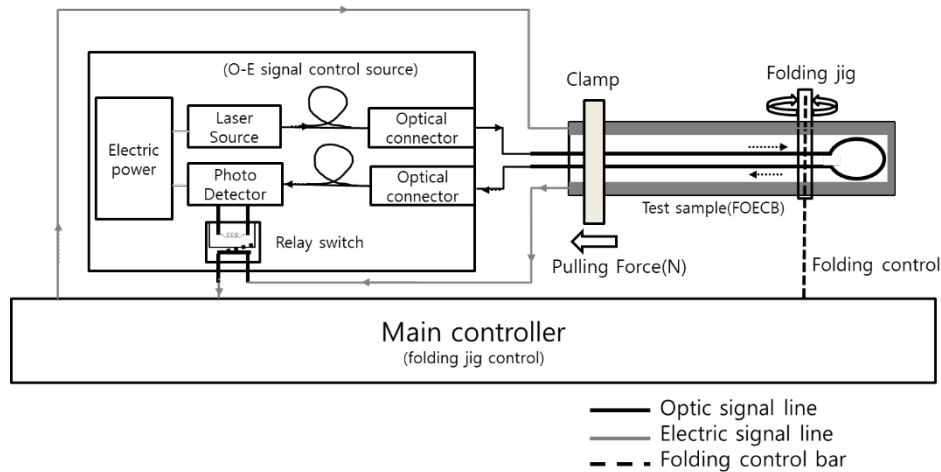 (O-E signal control source)
Electric
power
Laser
Source
Optical
connector
Photo
Detector
Optical
connector
Relay switch
Clamp
Folding jig
Test sample(FOECB)
Pulling Force(N)
Folding control
Main controller
(folding jig control)
Optic signal line
Electric signal line
Folding control bar